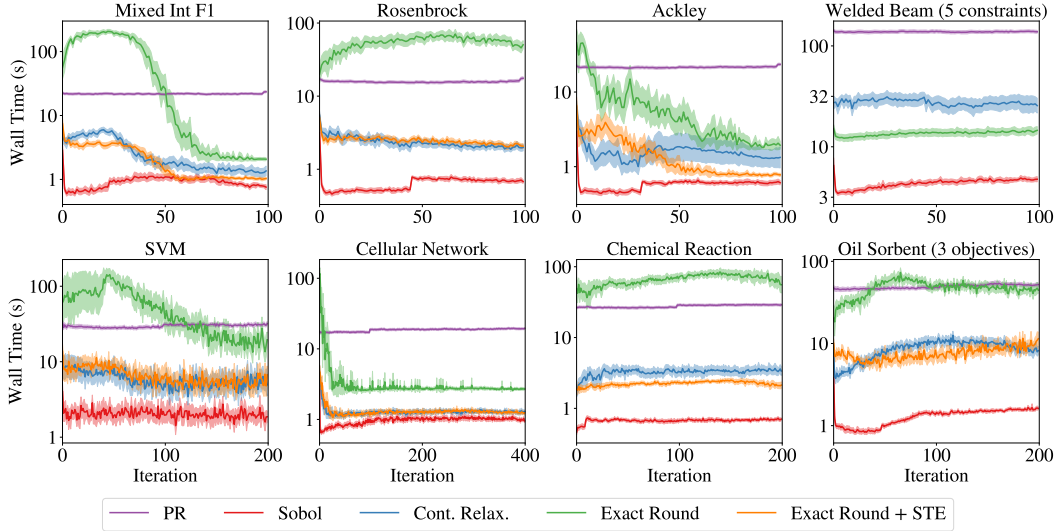 Mixed Int F1
Rosenbrock
Ackley
Welded Beam (5 constraints)
Wall Time (s)
100
10
1
0 50 100
100
10
1
0 50 100
10
1
0 50 100
100
32
10
3
0 50 100
SVM
Cellular Network
Chemical Reaction
Oil Sorbent (3 objectives)
Wall Time (s)
100
10
1
0 50 100 150 200
100
10
1
0 200 400
100
10
1
0 100 200
100
10
1
0 100 200
Iteration
Iteration
Iteration
Iteration
PR Sobol Cont. Relax. Exact Round Exact Round + STE